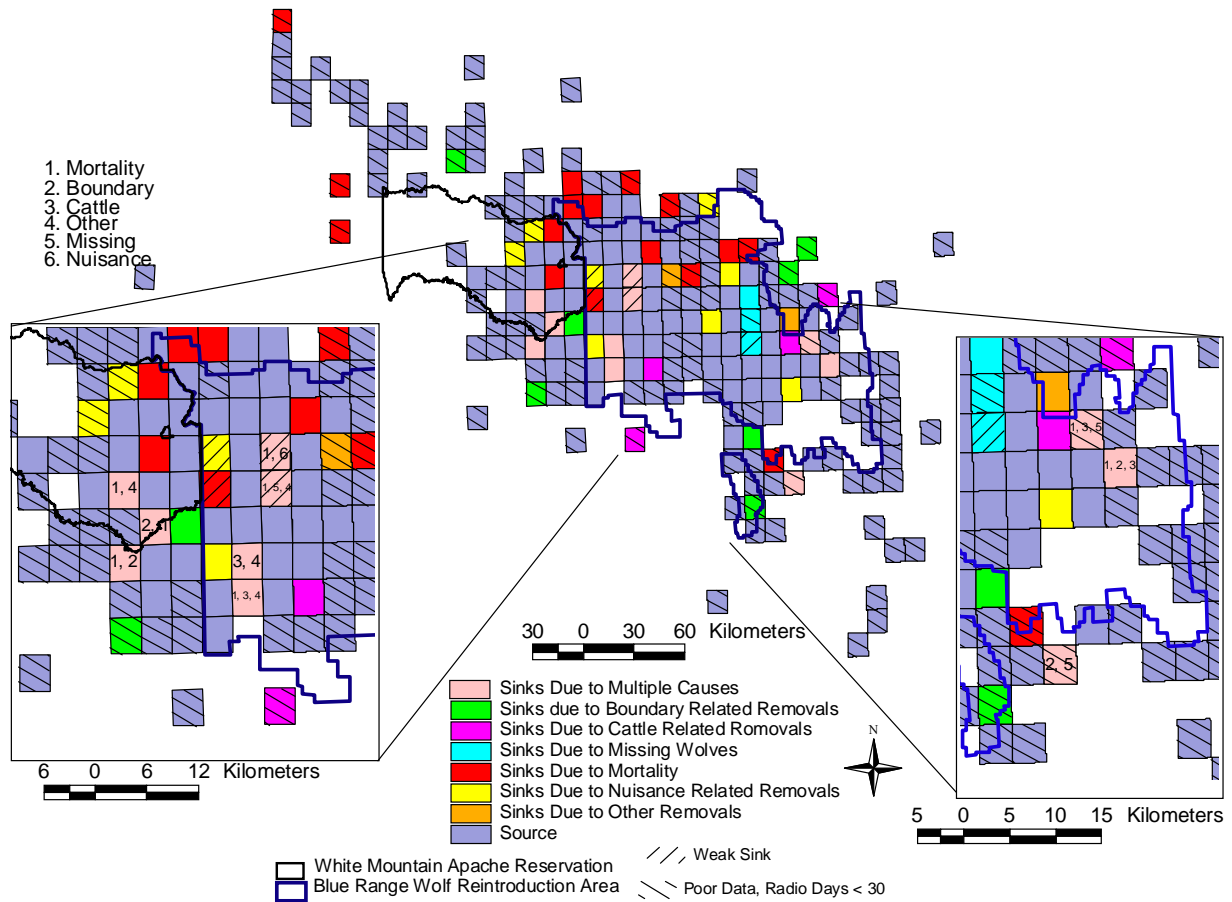 1. Mortality
2. Boundary
3. Cattle
4. Other
5. Missing
6. Nuisance
1, 6
1, 5, 4
1, 4
1, 2
3, 4
1, 3, 4
1, 3, 5
1, 2, 3
2, 5
30 0 30 60 Kilometers
6 0 6 12 Kilometers
5 0 5 10 15 Kilometers
Sinks Due to Multiple Causes
Sinks due to Boundary Related Removals
Sinks Due to Cattle Related Romovals
Sinks Due to Missing Wolves
Sinks Due to Mortality
Sinks Due to Nuisance Related Removals
Sinks Due to Other Removals
Source
N
White Mountain Apache Reservation
Blue Range Wolf Reintroduction Area
Weak Sink
Poor Data, Radio Days < 30